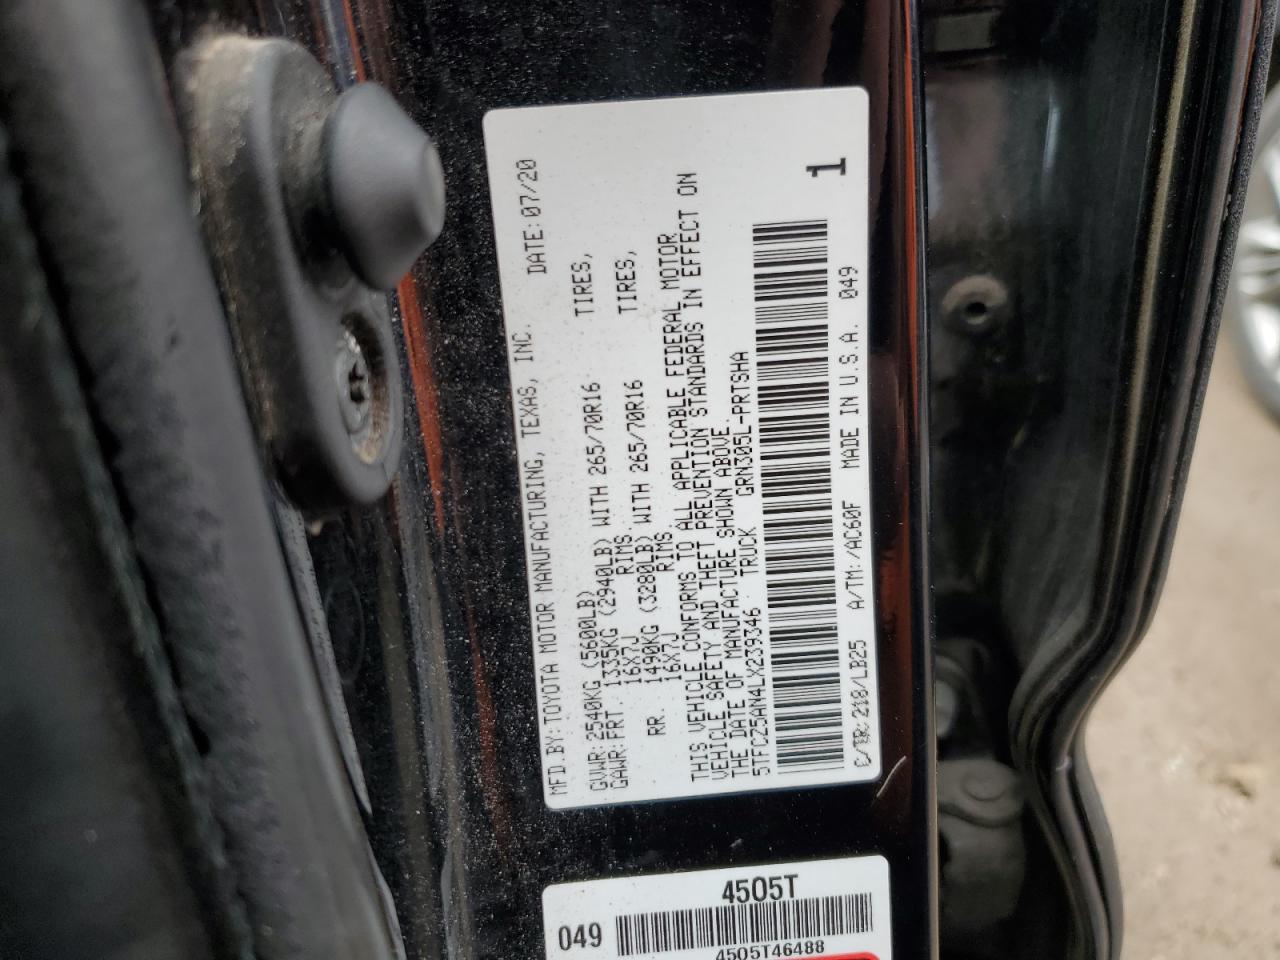 MFD.BY: TOYOTA MOTOR MANUFACTURING, TEXAS, INC. DATE: 07/20
GVWR: 2540KG (5600LB)
GAWR: FRT. 1335KG (2940LB) WITH 265/70R16 TIRES,
16X7J RIMS.
RR. 1490KG (3280LB) WITH 265/70R16 TIRES,
16X7J RIMS.
THIS VEHICLE CONFORMS TO ALL APPLICABLE FEDERAL MOTOR
VEHICLE SAFETY AND THEFT PREVENTION STANDARDS IN EFFECT ON
THE DATE OF MANUFACTURE SHOWN ABOVE.
5TFCZ5AN4LX239346 TRUCK GRN305L-PRTSHA
1
C/TR: 218/LB25 A/TM: /AC60F MADE IN U.S.A. 049
4505T
049
4505T46488